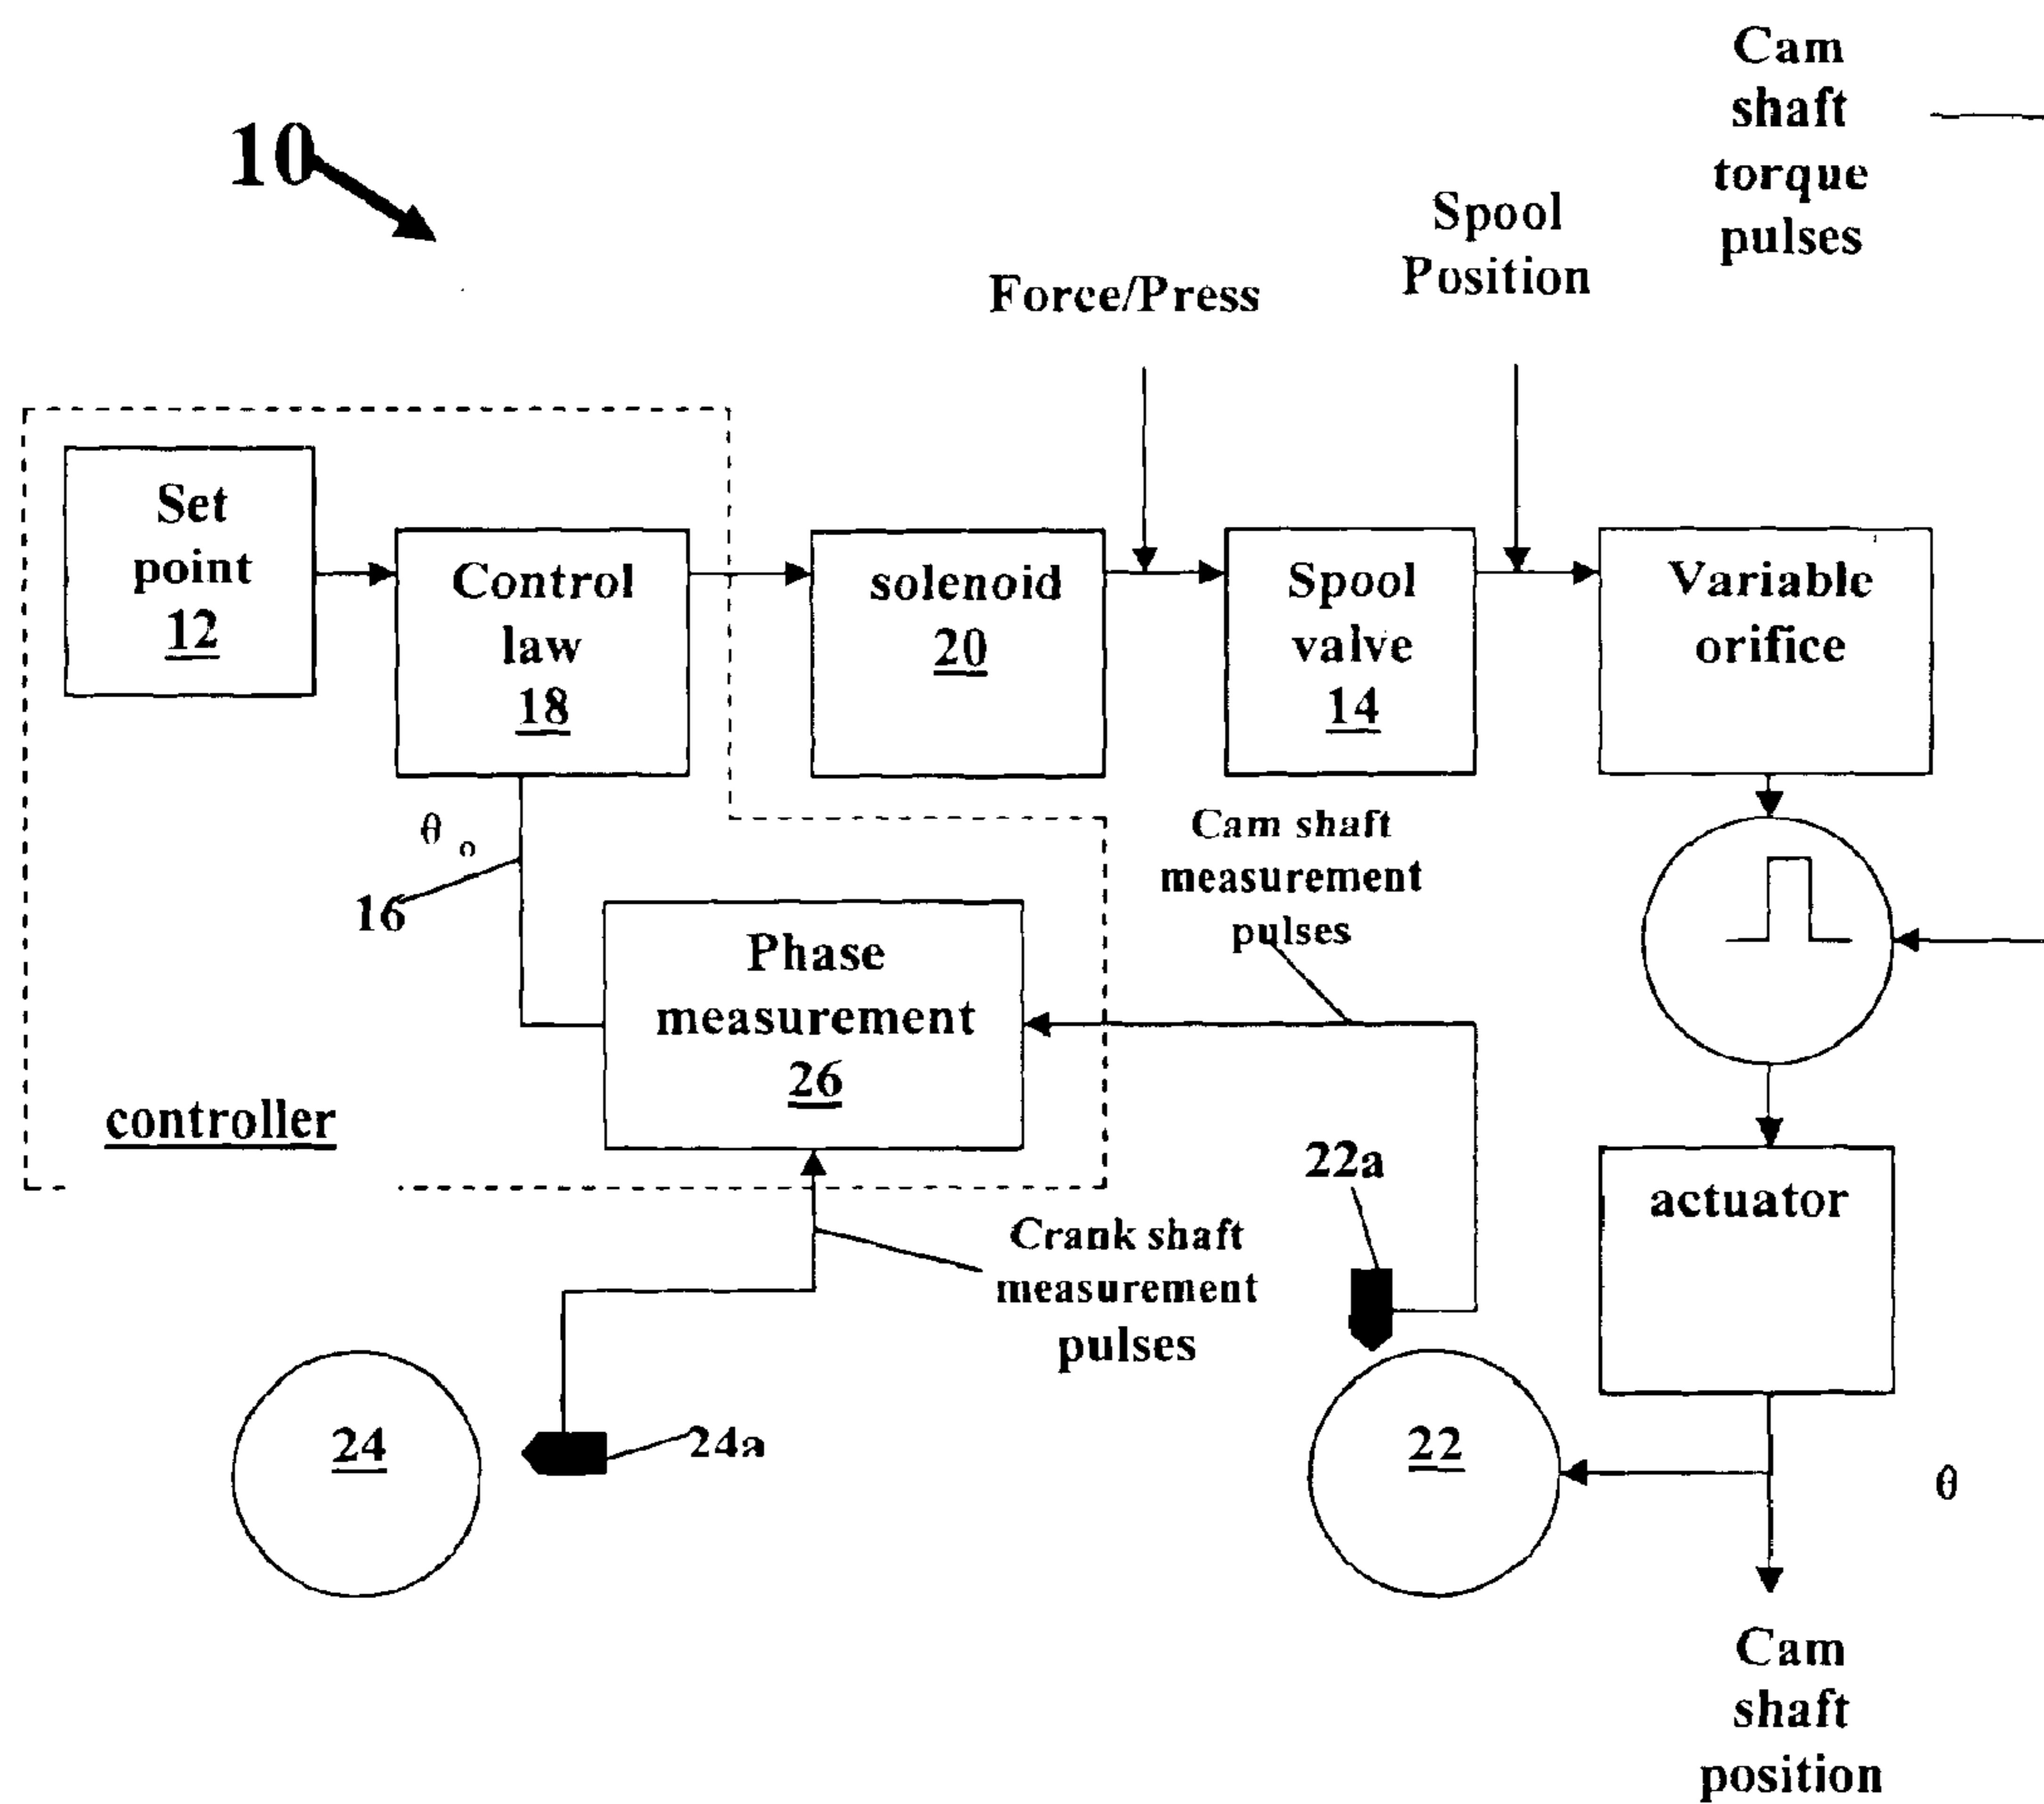 Cam
shaft
torque
pulses
10
Spool
Position
Force/Press
Set
point
12
Control
law
18
solenoid
20
Spool
valve
14
Variable
orifice
θ o
16
Cam shaft
measurement
pulses
Phase
measurement
26
controller
22a
actuator
Crank shaft
measurement
pulses
24
24a
22
θ
Cam
shaft
position